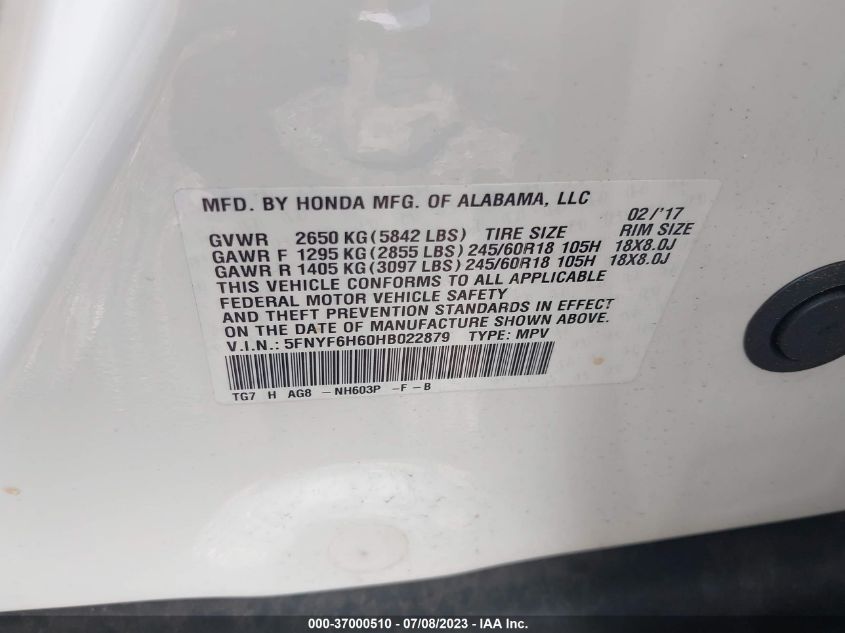 MFD. BY HONDA MFG. OF ALABAMA, LLC
02/'17
GVWR 2650 KG (5842 LBS) TIRE SIZE RIM SIZE
GAWR F 1295 KG (2855 LBS) 245/60R18 105H 18X8.0J
GAWR R 1405 KG (3097 LBS) 245/60R18 105H 18X8.0J
THIS VEHICLE CONFORMS TO ALL APPLICABLE
FEDERAL MOTOR VEHICLE SAFETY
AND THEFT PREVENTION STANDARDS IN EFFECT
ON THE DATE OF MANUFACTURE SHOWN ABOVE.
V.I.N.: 5FNYF6H60HB022879 TYPE: MPV
TG7 H AG8 -NH603P -F-B
000-37000510 - 07/08/2023 - IAA Inc.